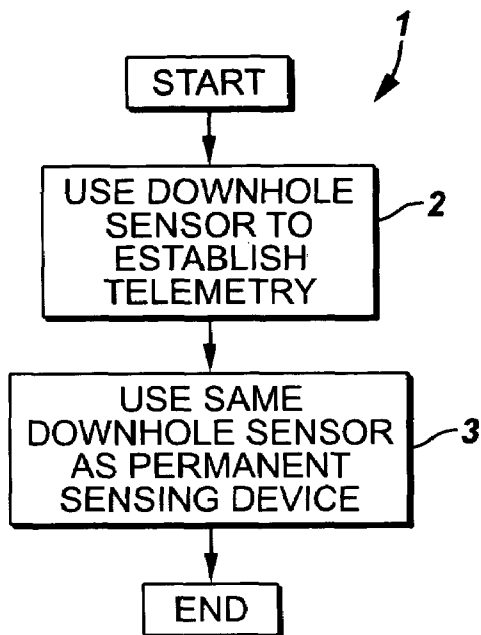 1
START
USE DOWNHOLE
SENSOR TO
ESTABLISH
TELEMETRY
2
USE SAME
DOWNHOLE SENSOR
AS PERMANENT
SENSING DEVICE
3
END